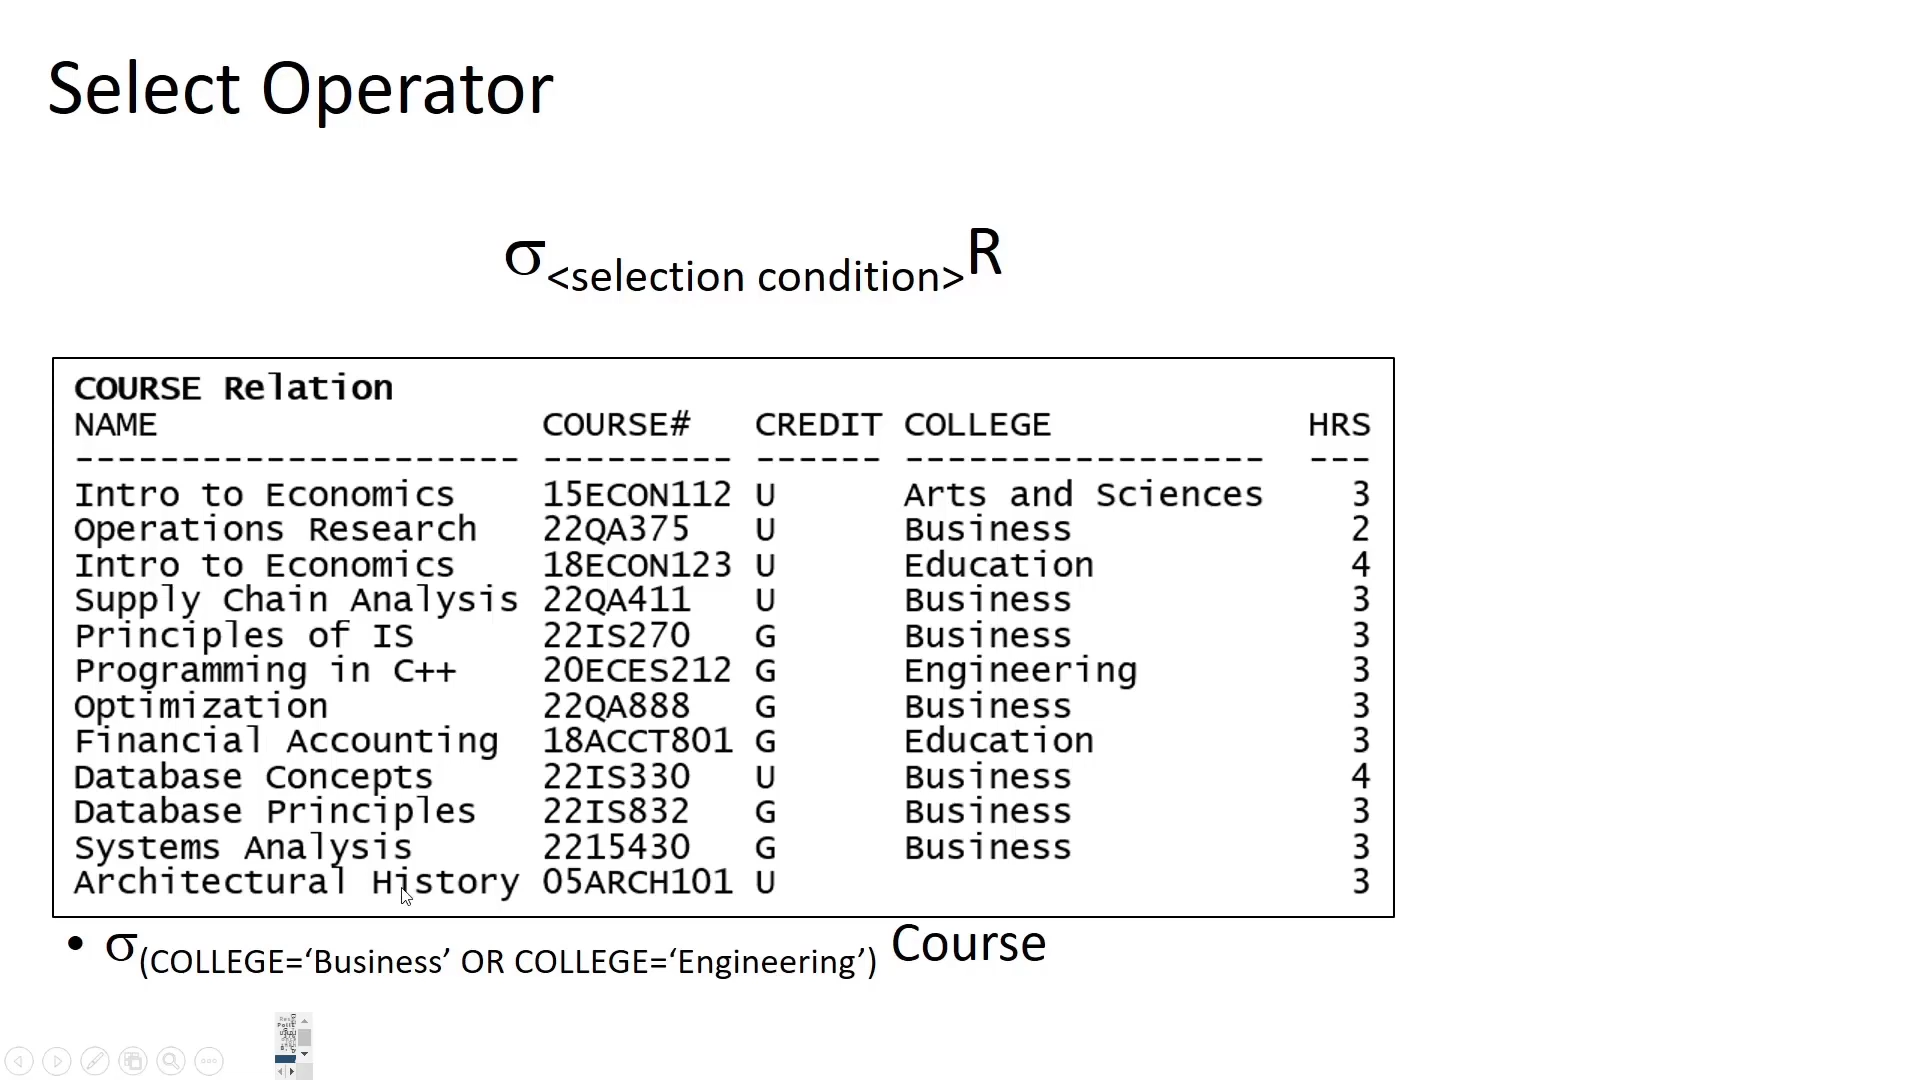 Select Operator
σ<selection condition>R
COURSE Relation
NAME COURSE# CREDIT COLLEGE HRS
--------------------- --------- ------ ----------------- ---
Intro to Economics 15ECON112 U Arts and Sciences 3
Operations Research 22QA375 U Business 2
Intro to Economics 18ECON123 U Education 4
Supply Chain Analysis 22QA411 U Business 3
Principles of IS 22IS270 G Business 3
Programming in C++ 20ECES212 G Engineering 3
Optimization 22QA888 G Business 3
Financial Accounting 18ACCT801 G Education 3
Database Concepts 22IS330 U Business 4
Database Principles 22IS832 G Business 3
Systems Analysis 2215430 G Business 3
Architectural History 05ARCH101 U 3
• σ(COLLEGE=‘Business’ OR COLLEGE=‘Engineering’) Course